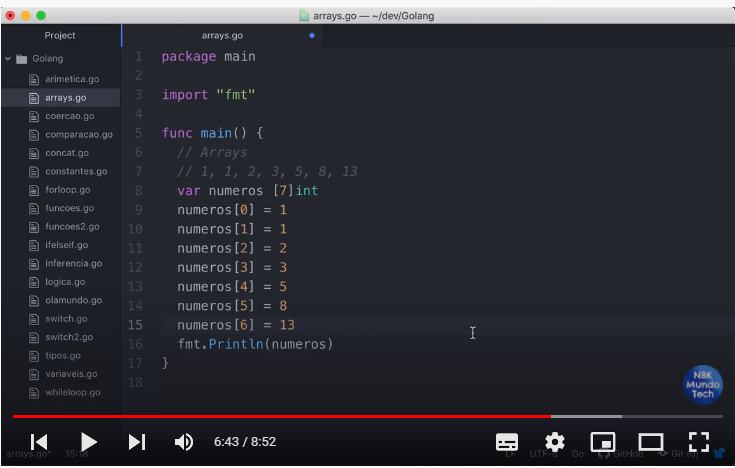 arrays.go — ~/dev/Golang
Project
Golang
arimetica.go
arrays.go
coercao.go
comparacao.go
concat.go
constantes.go
forloop.go
funcoes.go
funcoes2.go
ifelseif.go
inferencia.go
logica.go
olamundo.go
switch.go
switch2.go
tipos.go
variaveis.go
whileloop.go
arrays.go
1 package main
2
3 import "fmt"
4
5 func main() {
6 // Arrays
7 // 1, 1, 2, 3, 5, 8, 13
8 var numeros [7]int
9 numeros[0] = 1
10 numeros[1] = 1
11 numeros[2] = 2
12 numeros[3] = 3
13 numeros[4] = 5
14 numeros[5] = 8
15 numeros[6] = 13
16 fmt.Println(numeros)
17 }
18
NBK
Mundo
Tech
6:43 / 8:52
arrays.go* 15/18 LF UTF-8 Go GitHub Git (0)